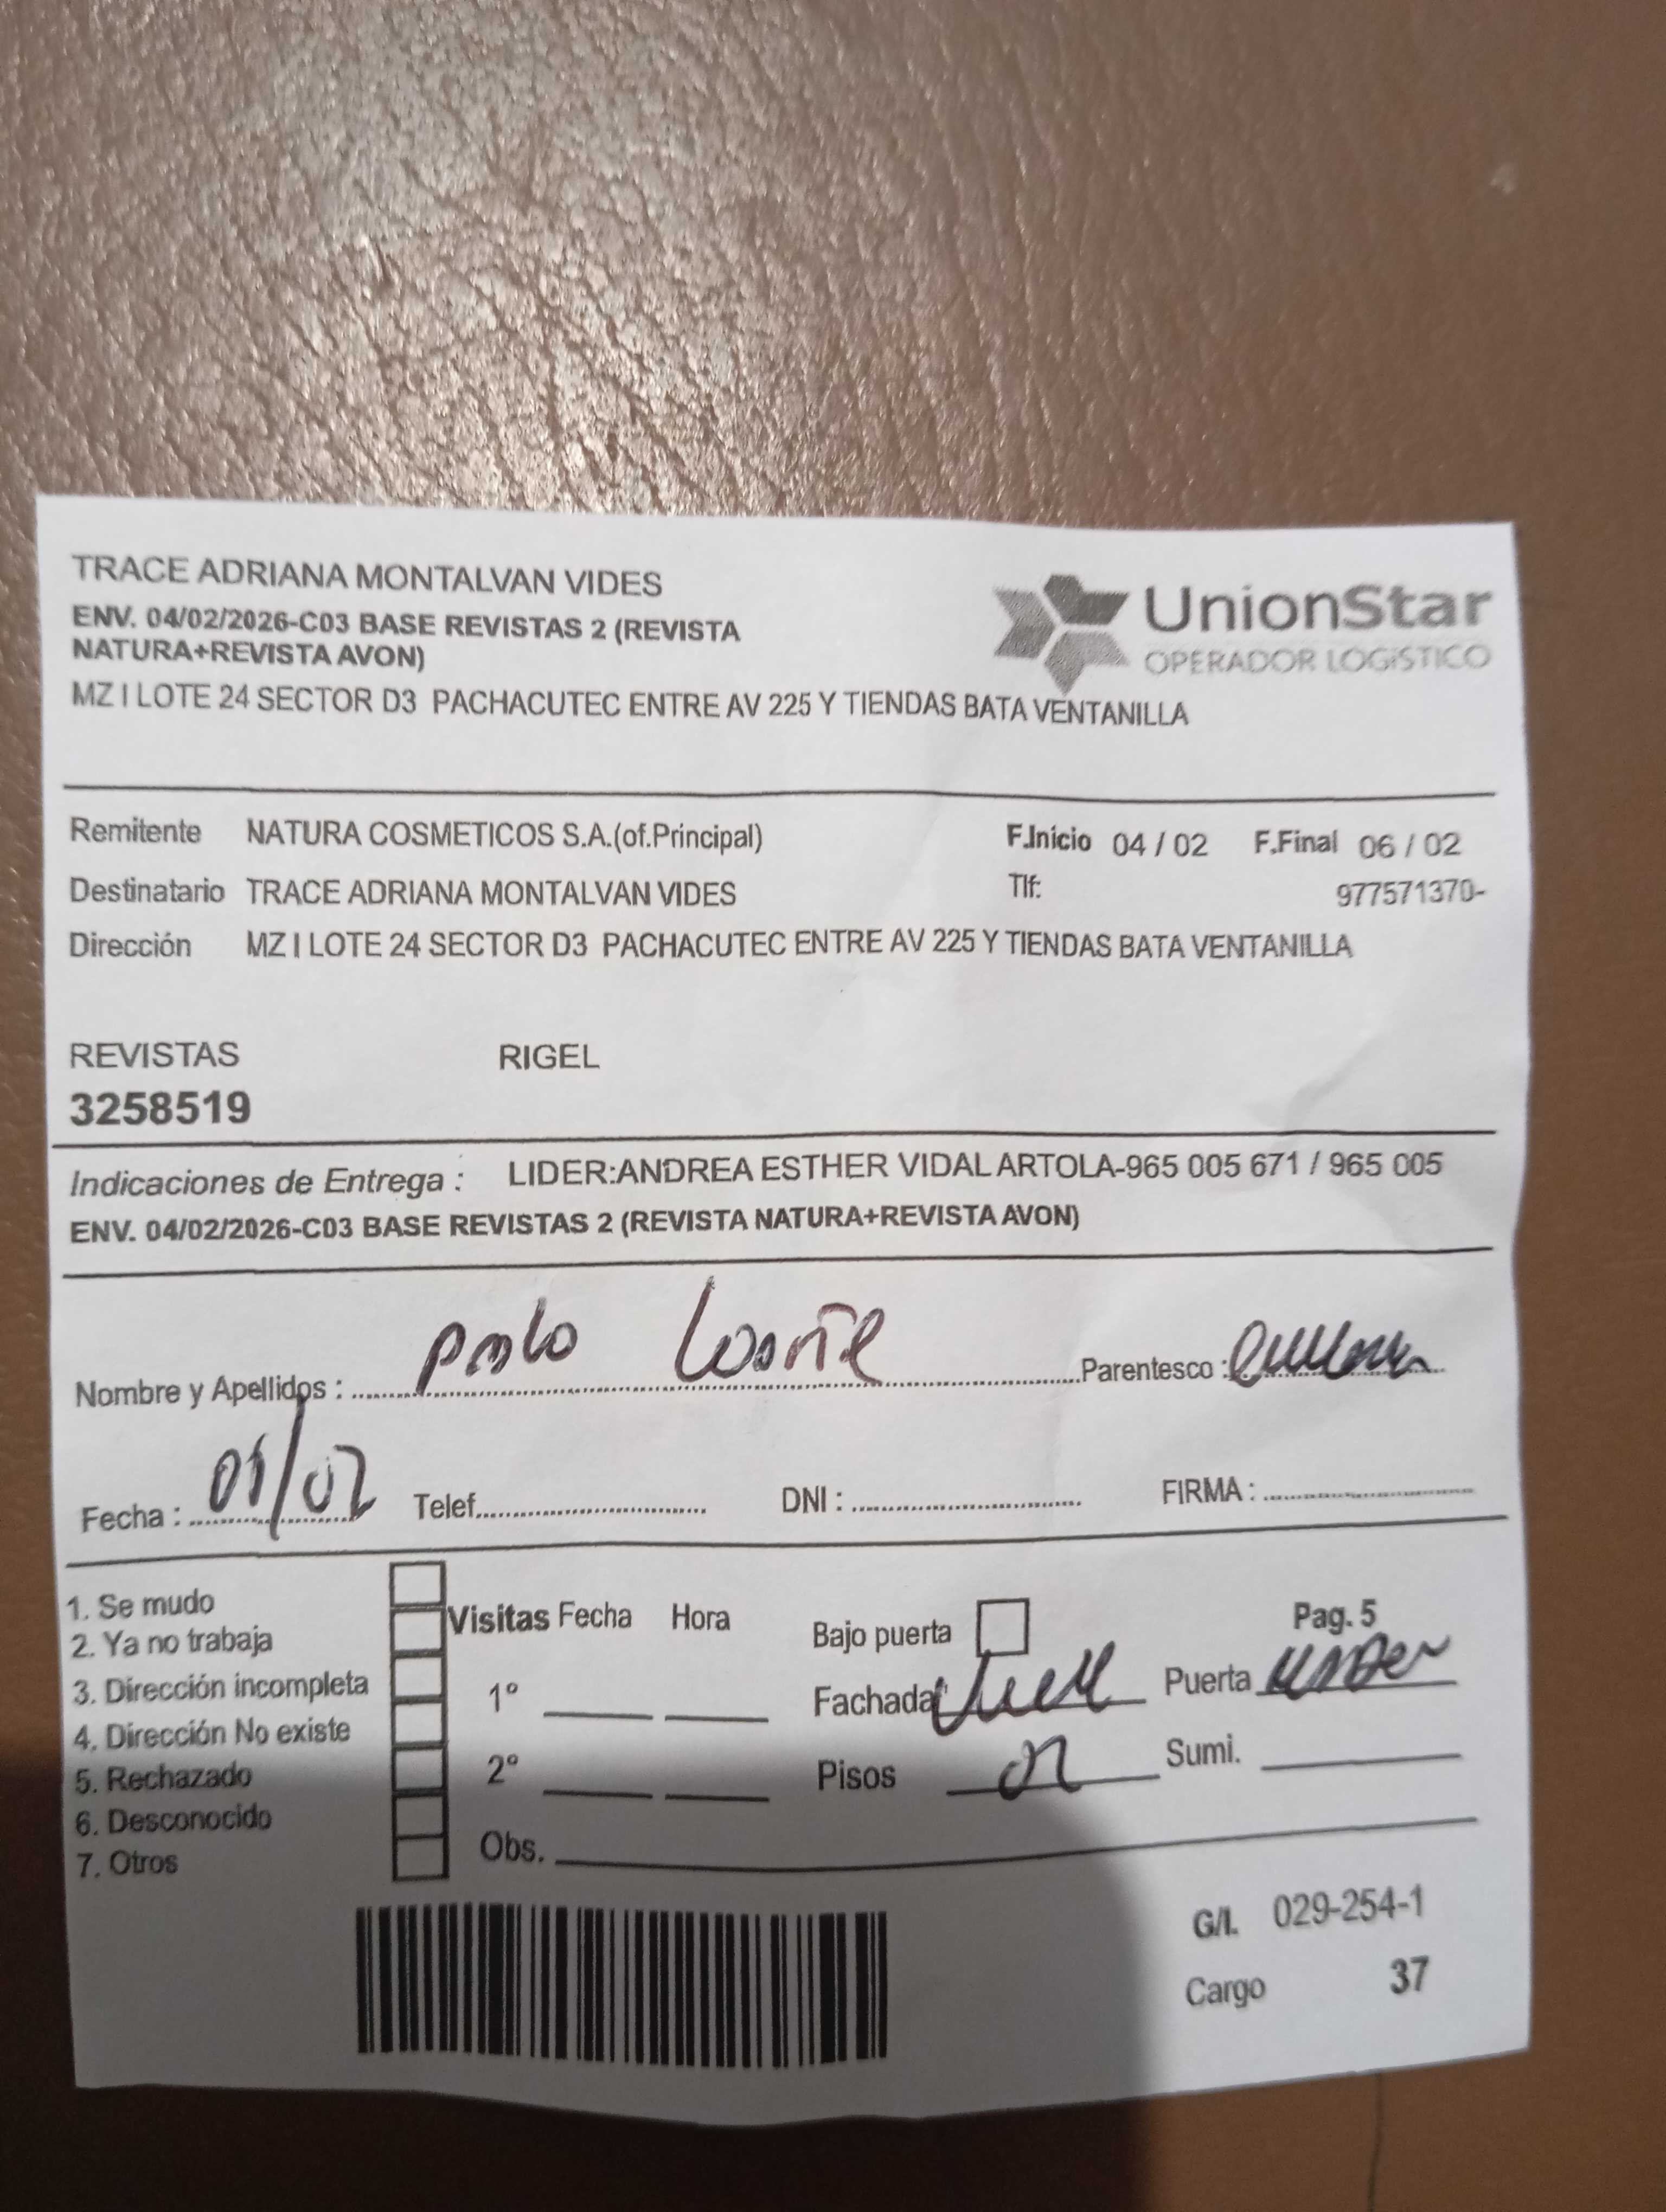 TRACE ADRIANA MONTALVAN VIDES
ENV. 04/02/2026-C03 BASE REVISTAS 2 (REVISTA
NATURA+REVISTA AVON)
MZ I LOTE 24 SECTOR D3 PACHACUTEC ENTRE AV 225 Y TIENDAS BATA VENTANILLA
UnionStar
OPERADOR LOGÍSTICO
Remitente NATURA COSMETICOS S.A.(of.Principal) F.Inicio 04 / 02 F.Final 06 / 02
Destinatario TRACE ADRIANA MONTALVAN VIDES Tlf: 977571370-
Dirección MZ I LOTE 24 SECTOR D3 PACHACUTEC ENTRE AV 225 Y TIENDAS BATA VENTANILLA
REVISTAS RIGEL
3258519
Indicaciones de Entrega : LIDER:ANDREA ESTHER VIDAL ARTOLA-965 005 671 / 965 005
ENV. 04/02/2026-C03 BASE REVISTAS 2 (REVISTA NATURA+REVISTA AVON)
Nombre y Apellidos : Parentesco :
Fecha : Telef. DNI : FIRMA :
1. Se mudo
2. Ya no trabaja
3. Dirección incompleta
4. Dirección No existe
5. Rechazado
6. Desconocido
7. Otros
Visitas Fecha Hora
1º
2º
Obs.
Bajo puerta Pag. 5
Fachada Puerta
Pisos Sumi.
G/I. 029-254-1
Cargo 37